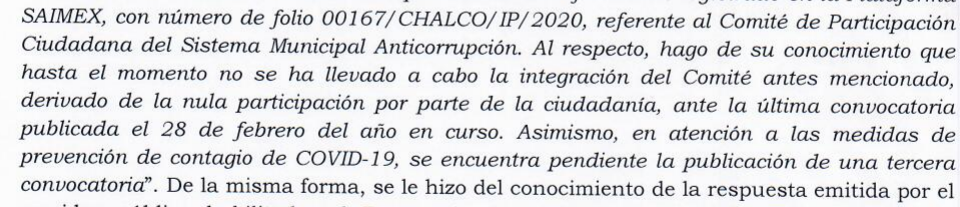 SAIMEX, con número de folio 00167/CHALCO/IP/2020, referente al Comité de Participación
Ciudadana del Sistema Municipal Anticorrupción. Al respecto, hago de su conocimiento que
hasta el momento no se ha llevado a cabo la integración del Comité antes mencionado,
derivado de la nula participación por parte de la ciudadanía, ante la última convocatoria
publicada el 28 de febrero del año en curso. Asimismo, en atención a las medidas de
prevención de contagio de COVID-19, se encuentra pendiente la publicación de una tercera
convocatoria”. De la misma forma, se le hizo del conocimiento de la respuesta emitida por el